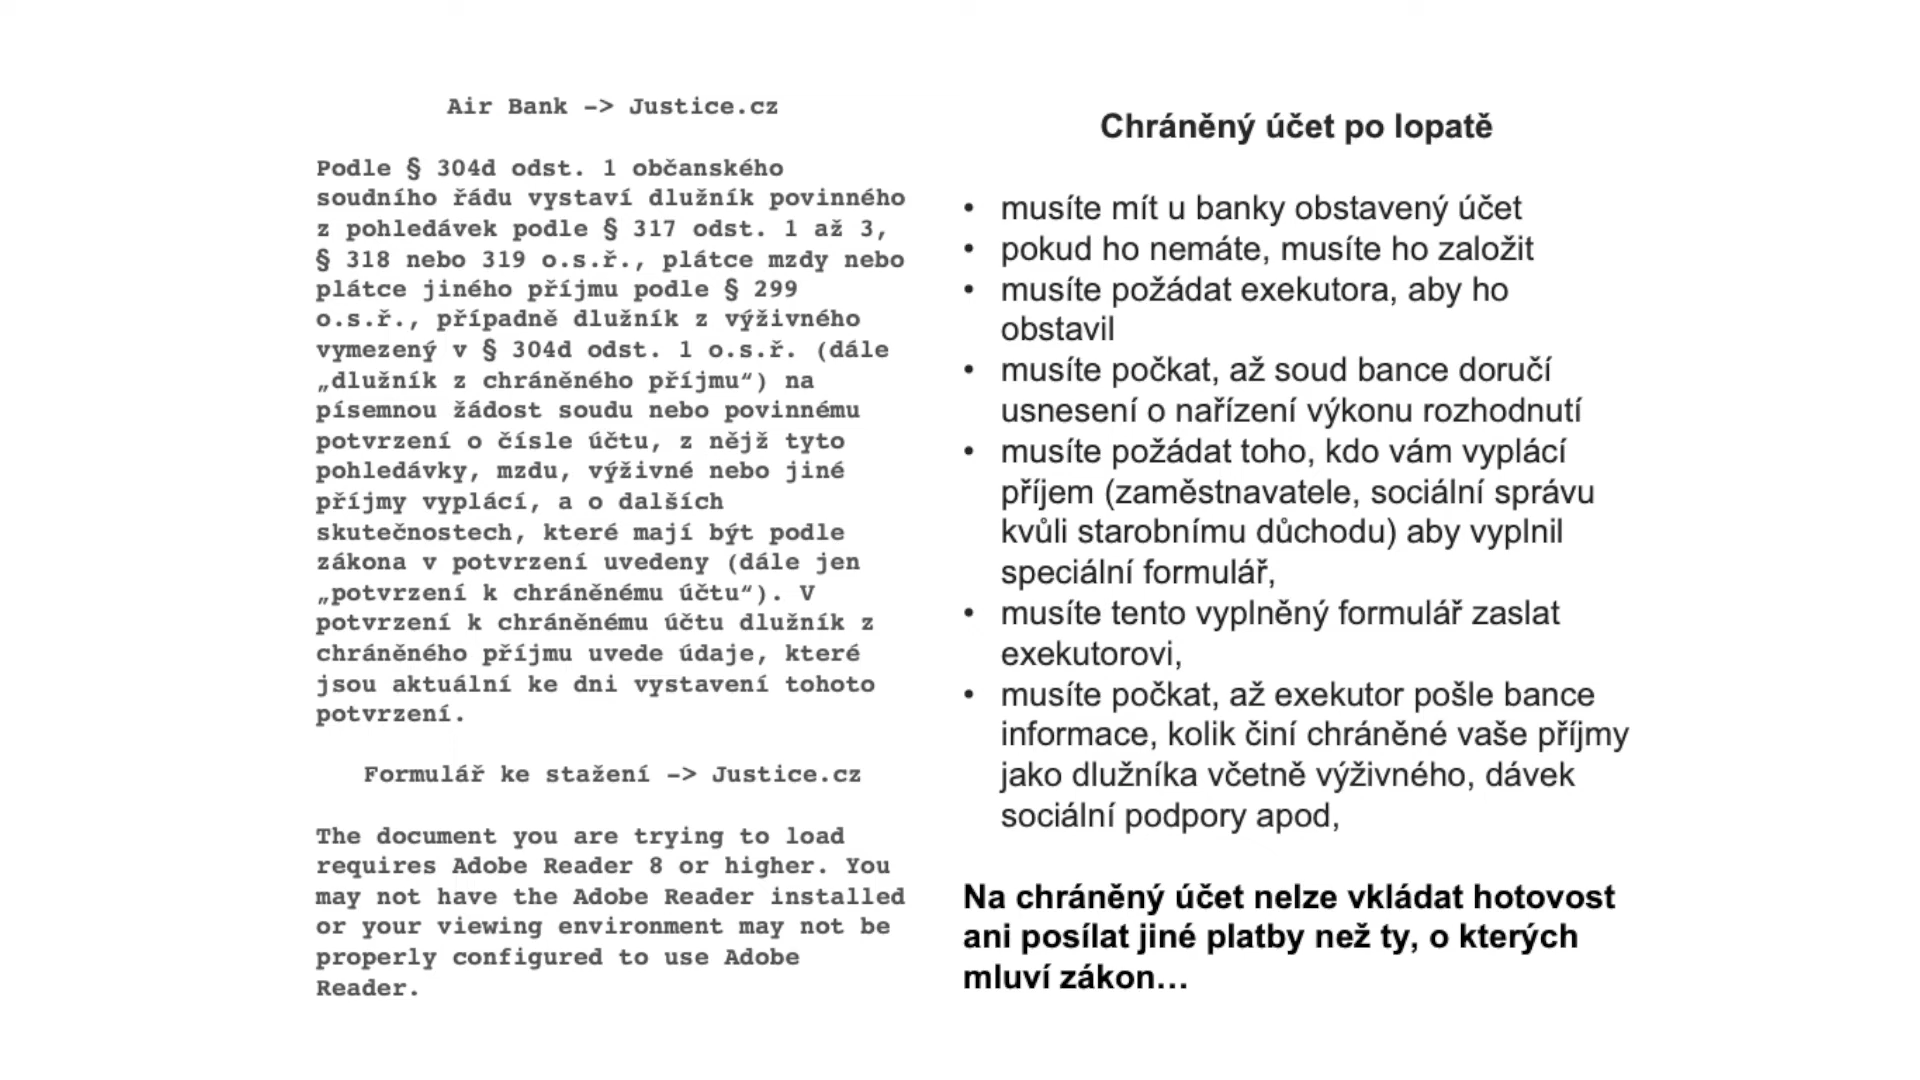 Air Bank -> Justice.cz
Podle § 304d odst. 1 občanského
soudního řádu vystaví dlužník povinného
z pohledávek podle § 317 odst. 1 až 3,
§ 318 nebo 319 o.s.ř., plátce mzdy nebo
plátce jiného příjmu podle § 299
o.s.ř., případně dlužník z výživného
vymezený v § 304d odst. 1 o.s.ř. (dále
„dlužník z chráněného příjmu“) na
písemnou žádost soudu nebo povinnému
potvrzení o čísle účtu, z nějž tyto
pohledávky, mzdu, výživné nebo jiné
příjmy vyplácí, a o dalších
skutečnostech, které mají být podle
zákona v potvrzení uvedeny (dále jen
„potvrzení k chráněnému účtu“). V
potvrzení k chráněnému účtu dlužník z
chráněného příjmu uvede údaje, které
jsou aktuální ke dni vystavení tohoto
potvrzení.
Formulář ke stažení -> Justice.cz
The document you are trying to load
requires Adobe Reader 8 or higher. You
may not have the Adobe Reader installed
or your viewing environment may not be
properly configured to use Adobe
Reader.
Chráněný účet po lopatě
• musíte mít u banky obstavený účet
• pokud ho nemáte, musíte ho založit
• musíte požádat exekutora, aby ho
obstavil
• musíte počkat, až soud bance doručí
usnesení o nařízení výkonu rozhodnutí
• musíte požádat toho, kdo vám vyplácí
příjem (zaměstnavatele, sociální správu
kvůli starobnímu důchodu) aby vyplnil
speciální formulář,
• musíte tento vyplněný formulář zaslat
exekutorovi,
• musíte počkat, až exekutor pošle bance
informace, kolik činí chráněné vaše příjmy
jako dlužníka včetně výživného, dávek
sociální podpory apod,
Na chráněný účet nelze vkládat hotovost
ani posílat jiné platby než ty, o kterých
mluví zákon…